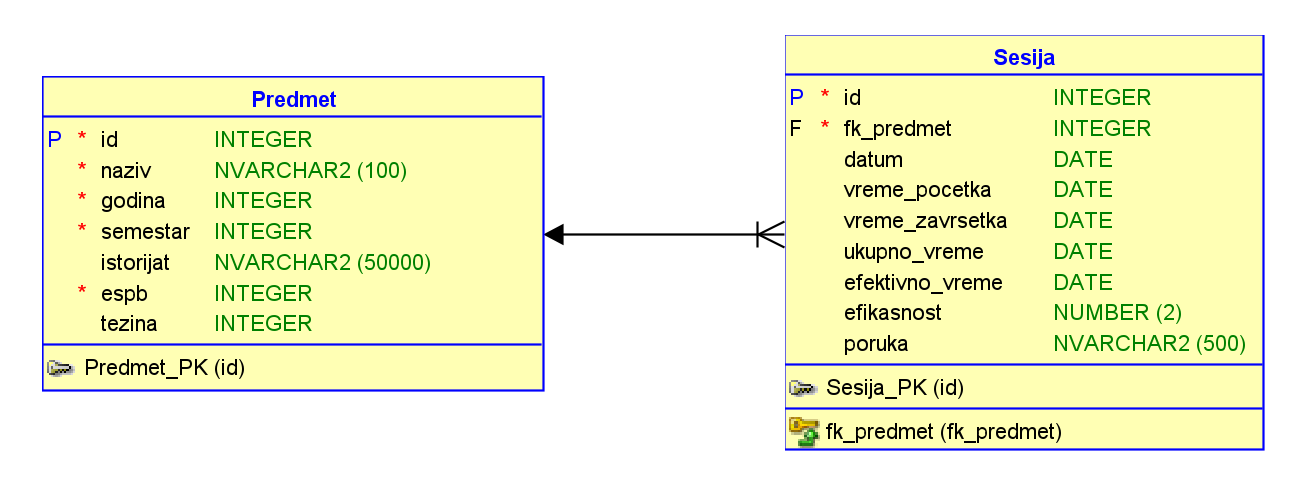 Predmet
P * id INTEGER
* naziv NVARCHAR2 (100)
* godina INTEGER
* semestar INTEGER
istorijat NVARCHAR2 (50000)
* espb INTEGER
tezina INTEGER
Predmet_PK (id)
Sesija
P * id INTEGER
F * fk_predmet INTEGER
datum DATE
vreme_pocetka DATE
vreme_zavrsetka DATE
ukupno_vreme DATE
efektivno_vreme DATE
efikasnost NUMBER (2)
poruka NVARCHAR2 (500)
Sesija_PK (id)
fk_predmet (fk_predmet)